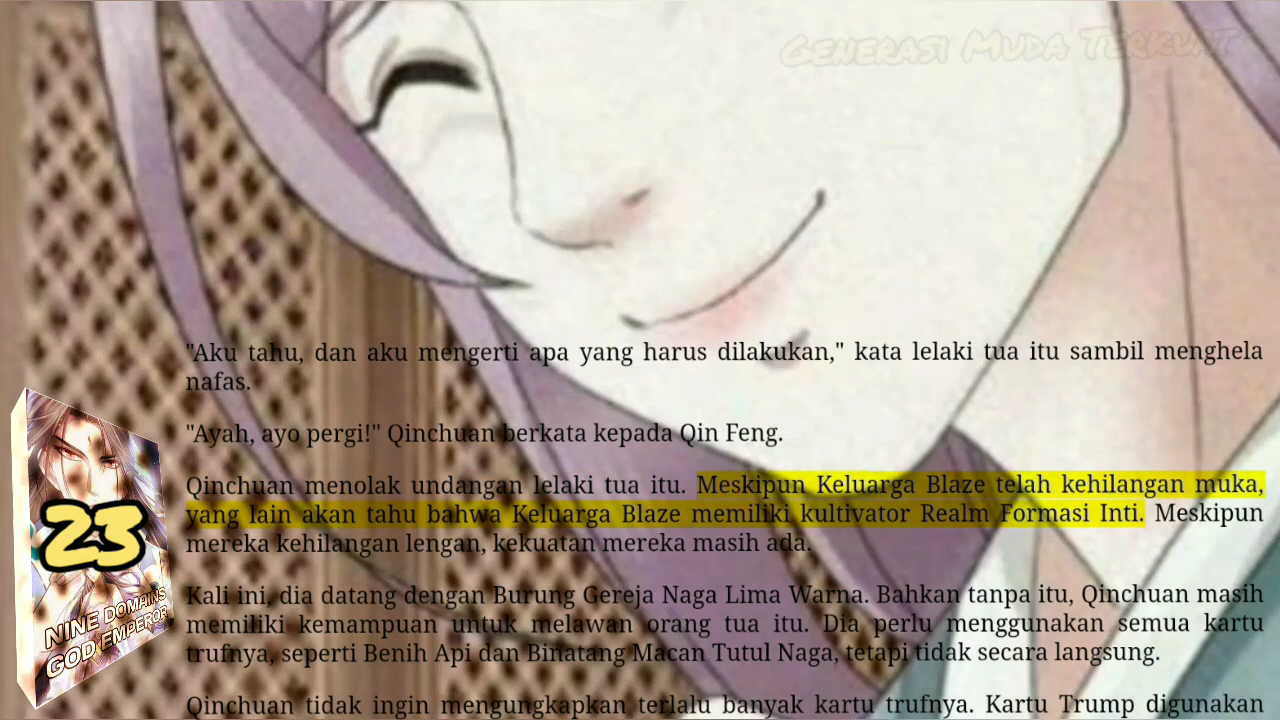 Generasi Muda Terkuat
"Aku tahu, dan aku mengerti apa yang harus dilakukan," kata lelaki tua itu sambil menghela
nafas.
"Ayah, ayo pergi!" Qinchuan berkata kepada Qin Feng.
Qinchuan menolak undangan lelaki tua itu. Meskipun Keluarga Blaze telah kehilangan muka,
yang lain akan tahu bahwa Keluarga Blaze memiliki kultivator Realm Formasi Inti. Meskipun
mereka kehilangan lengan, kekuatan mereka masih ada.
Kali ini, dia datang dengan Burung Gereja Naga Lima Warna. Bahkan tanpa itu, Qinchuan masih
memiliki kemampuan untuk melawan orang tua itu. Dia perlu menggunakan semua kartu
trufnya, seperti Benih Api dan Binatang Macan Tutul Naga, tetapi tidak secara langsung.
Qinchuan tidak ingin mengungkapkan terlalu banyak kartu trufnya. Kartu Trump digunakan
23
NINE DOMAINS
GOD EMPEROR